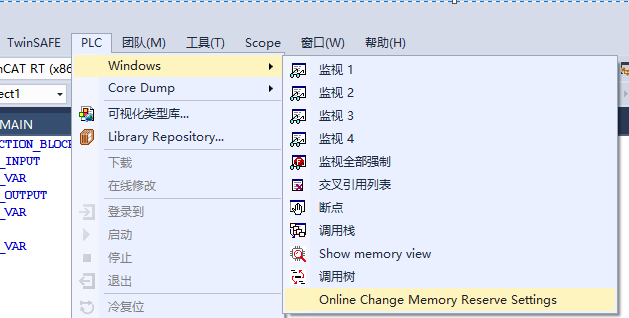 TwinSAFE PLC 团队(M) 工具(T) Scope 窗口(W) 帮助(H)
Windows
Core Dump
可视化类型库...
Library Repository...
下载
在线修改
登录到
启动
停止
退出
冷复位
监视 1
监视 2
监视 3
监视 4
监视全部强制
交叉引用列表
断点
调用栈
Show memory view
调用树
Online Change Memory Reserve Settings
nCAT RT (x86
ect1
MAIN
CTION_BLOCK
_INPUT
_VAR
_OUTPUT
_VAR
_VAR